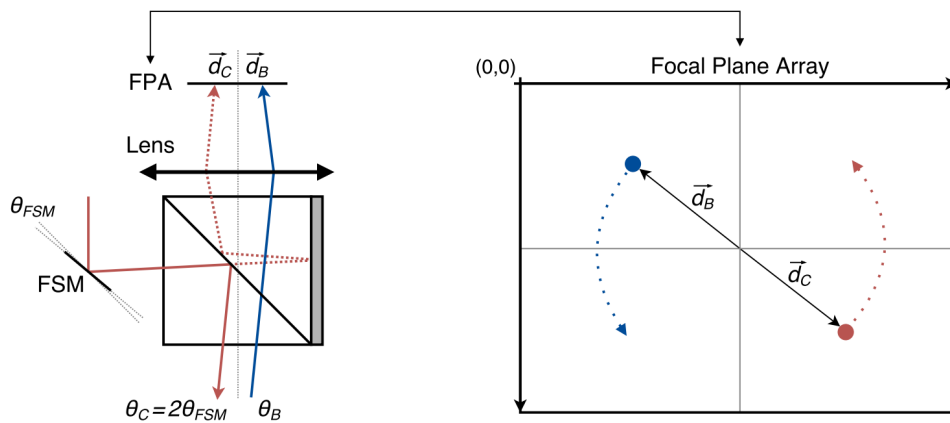 d_C d_B
FPA
Lens
θ_FSM
FSM
θ_C = 2θ_FSM
θ_B
(0,0) Focal Plane Array
d_B
d_C